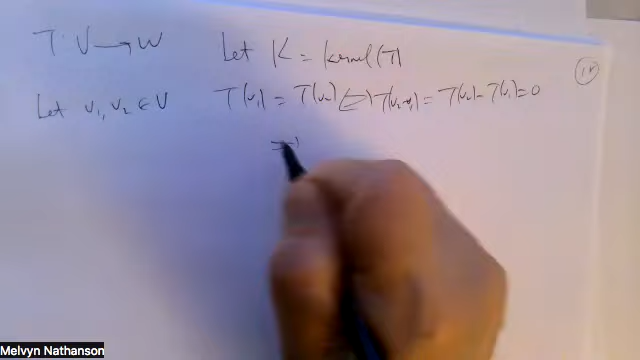 T: V → W Let K = kernel(T)
Let v₁, v₂ ∈ V T(v₁) = T(v₂) ⇔ T(v₂-v₁) = T(v₂) - T(v₁) = 0
Melvyn Nathanson